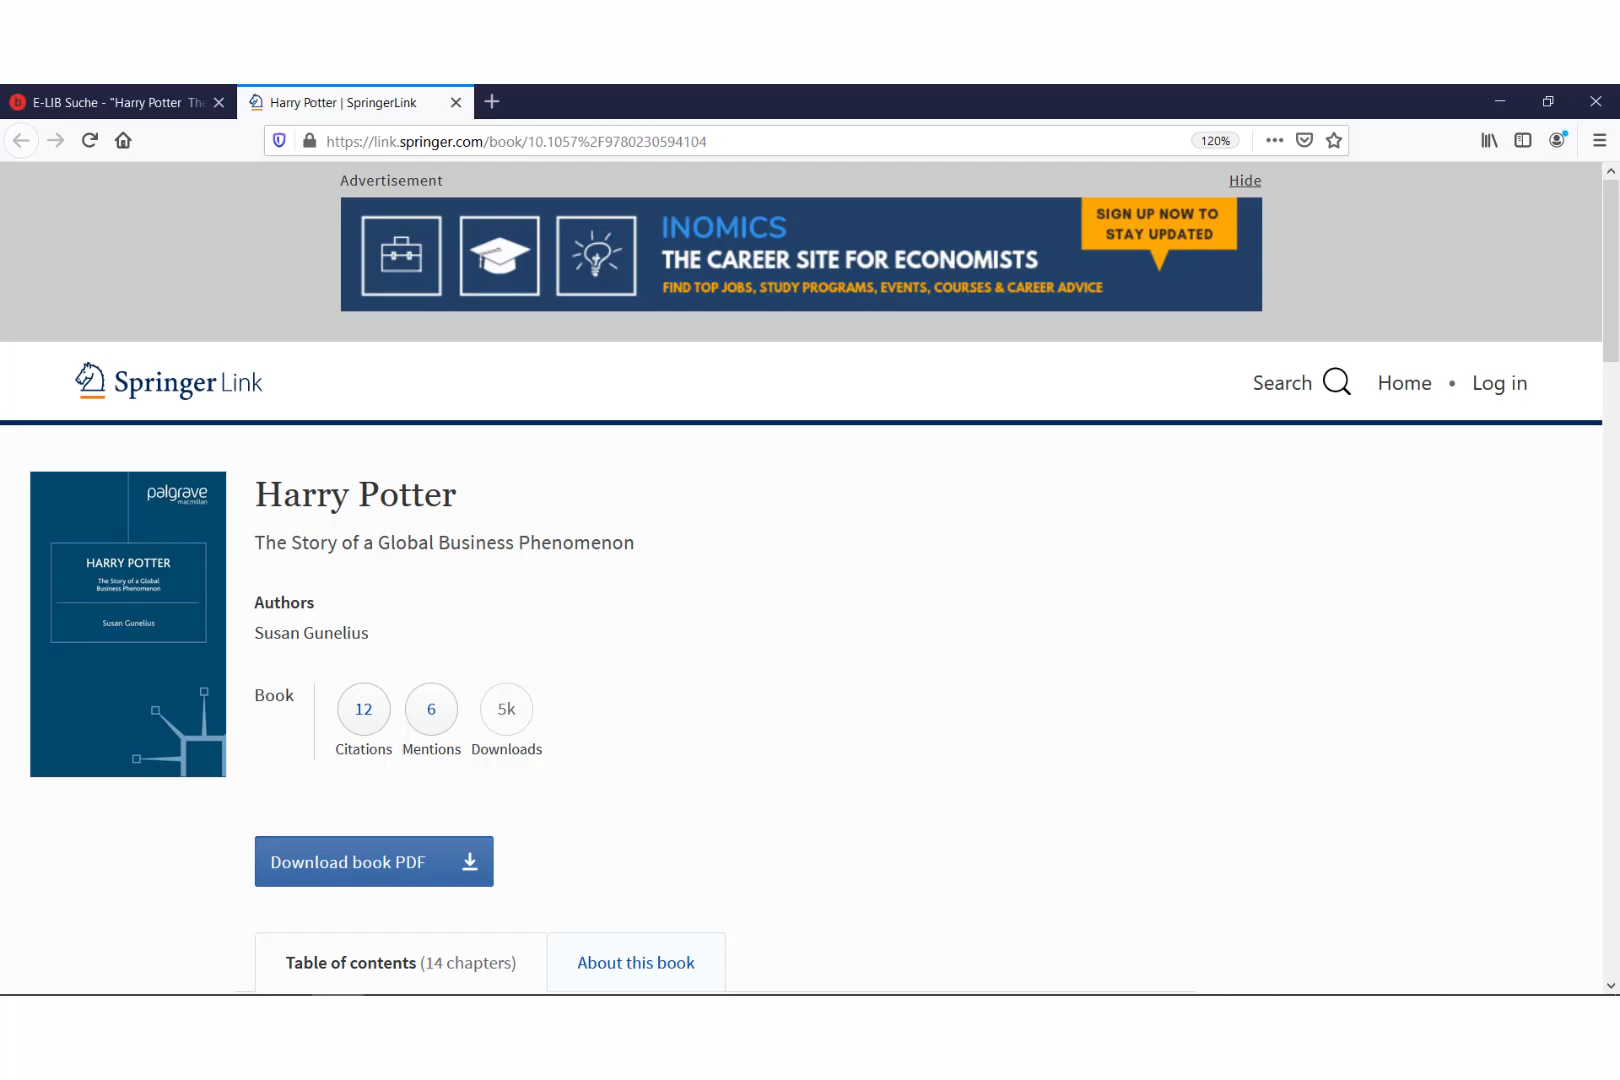 E-LIB Suche - "Harry Potter The
Harry Potter | SpringerLink
https://link.springer.com/book/10.1057%2F9780230594104
120%
Advertisement
Hide
INOMICS
THE CAREER SITE FOR ECONOMISTS
FIND TOP JOBS, STUDY PROGRAMS, EVENTS, COURSES & CAREER ADVICE
SIGN UP NOW TO
STAY UPDATED
Springer Link
Search
Home • Log in
palgrave
macmillan
HARRY POTTER
The Story of a Global
Business Phenomenon
Susan Gunelius
Harry Potter
The Story of a Global Business Phenomenon
Authors
Susan Gunelius
Book
12
6
5k
Citations
Mentions
Downloads
Download book PDF
Table of contents (14 chapters)
About this book